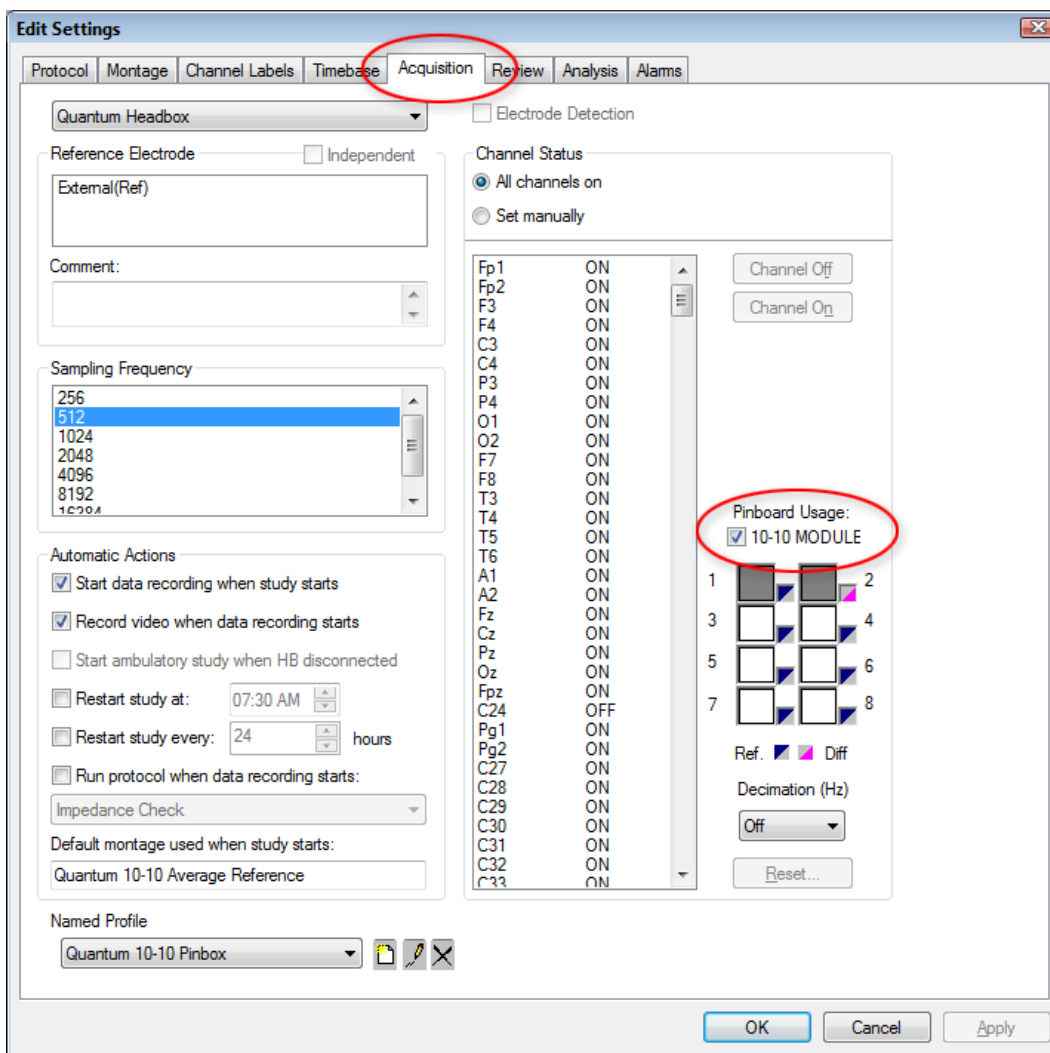 Edit Settings
Protocol Montage Channel Labels Timebase Acquisition Review Analysis Alarms
Quantum Headbox
Electrode Detection
Reference Electrode
Independent
External(Ref)
Comment:
Sampling Frequency
256
512
1024
2048
4096
8192
16384
Automatic Actions
Start data recording when study starts
Record video when data recording starts
Start ambulatory study when HB disconnected
Restart study at: 07:30 AM
Restart study every: 24 hours
Run protocol when data recording starts:
Impedance Check
Default montage used when study starts:
Quantum 10-10 Average Reference
Named Profile
Quantum 10-10 Pinbox
Channel Status
All channels on
Set manually
Fp1 ON
Fp2 ON
F3 ON
F4 ON
C3 ON
C4 ON
P3 ON
P4 ON
O1 ON
O2 ON
F7 ON
F8 ON
T3 ON
T4 ON
T5 ON
T6 ON
A1 ON
A2 ON
Fz ON
Cz ON
Pz ON
Oz ON
Fpz ON
C24 OFF
Pg1 ON
Pg2 ON
C27 ON
C28 ON
C29 ON
C30 ON
C31 ON
C32 ON
C33 ON
Channel Off
Channel On
Pinboard Usage:
10-10 MODULE
1 2
3 4
5 6
7 8
Ref. Diff
Decimation (Hz)
Off
Reset...
OK Cancel Apply